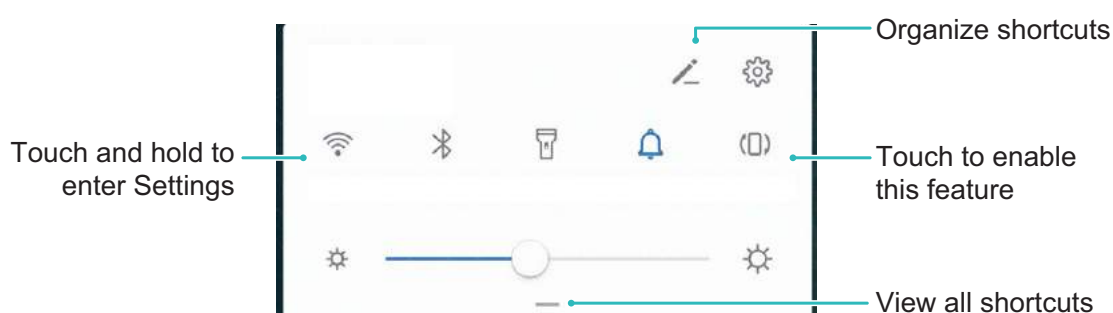 Organize shortcuts
Touch and hold to
enter Settings
Touch to enable
this feature
View all shortcuts